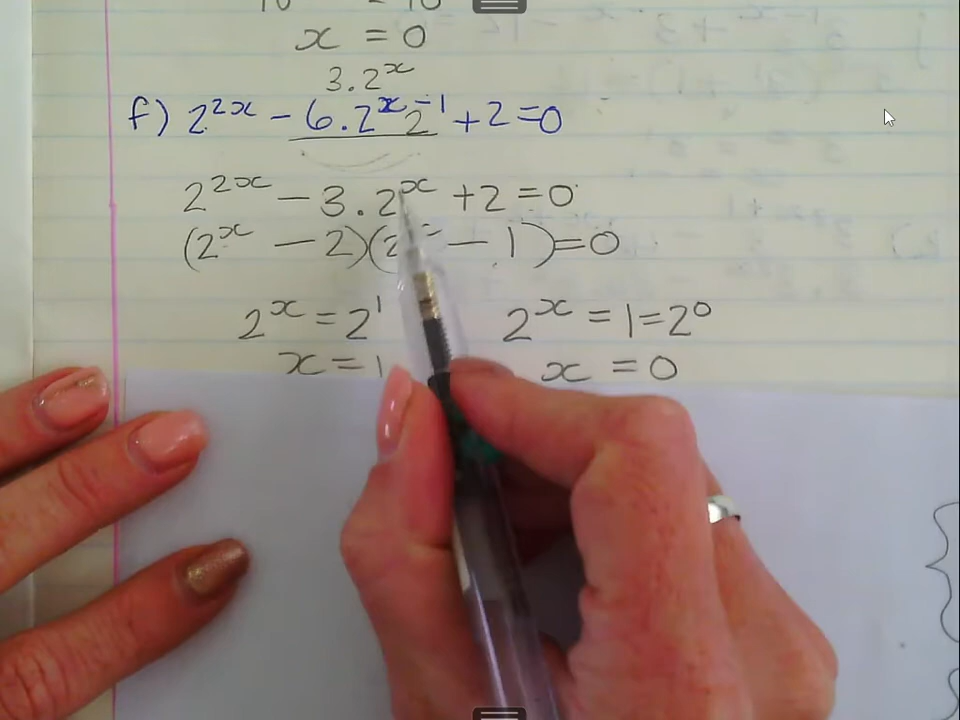 x = 0
3.2^x
f) 2^2x - 6.2^x 2^-1 + 2 = 0
2^2x - 3.2^x + 2 = 0
(2^x - 2)(2^x - 1) = 0
2^x = 2^1 2^x = 1 = 2^0
x = 1 x = 0